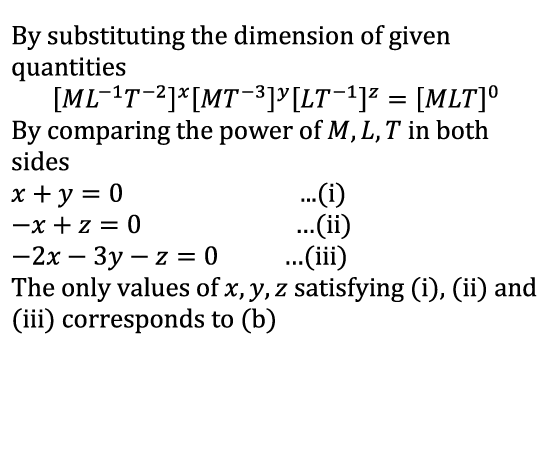 By substituting the dimension of given
quantities
[ML⁻¹T⁻²]ˣ[MT⁻³]ʸ[LT⁻¹]ᶻ = [MLT]⁰
By comparing the power of M, L, T in both
sides
x + y = 0 ...(i)
−x + z = 0 ...(ii)
−2x − 3y − z = 0 ...(iii)
The only values of x, y, z satisfying (i), (ii) and
(iii) corresponds to (b)